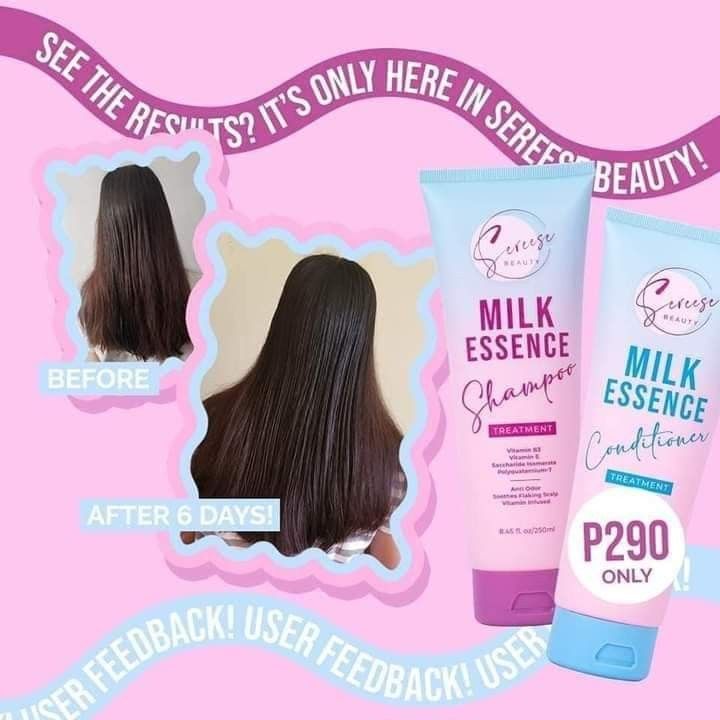 SEE THE RESULTS? IT'S ONLY HERE IN SEREESE BEAUTY!
BEFORE
AFTER 6 DAYS!
Sereese
BEAUTY
MILK
ESSENCE
Shampoo
TREATMENT
Vitamin B3
Vitamin E
Saccharide Isomerate
Polyquaternium-7
Anti Odor
Soothes Flaking Scalp
Vitamin Infused
8.45 fl. oz/250ml
Sereese
BEAUTY
MILK
ESSENCE
Conditioner
TREATMENT
P290
ONLY
USER FEEDBACK! USER FEEDBACK! USER
K!